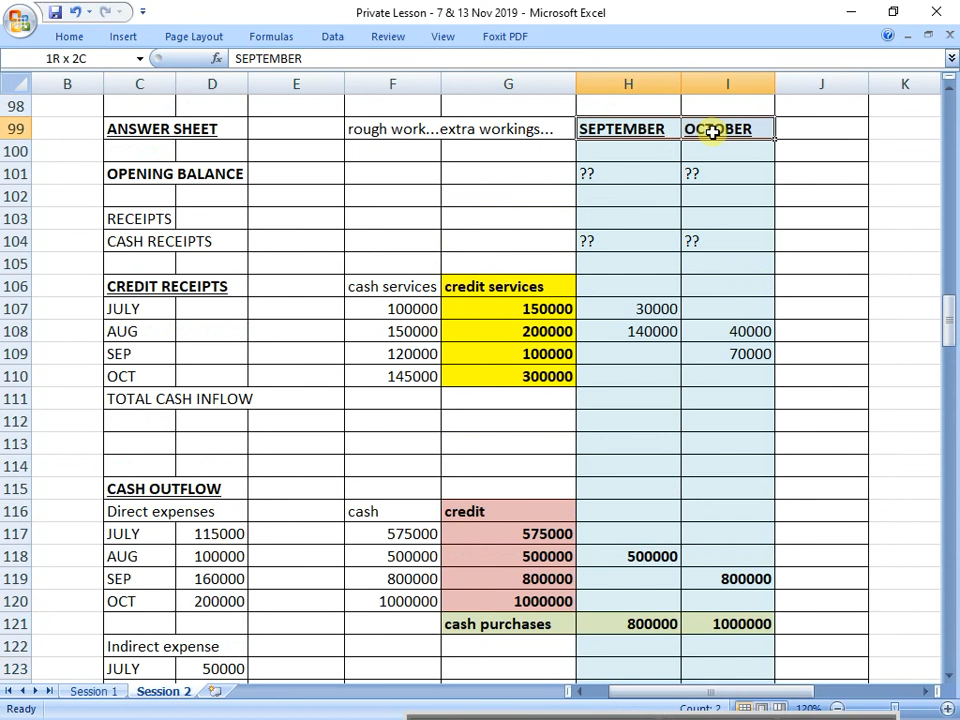 Private Lesson - 7 & 13 Nov 2019 - Microsoft Excel
Home Insert Page Layout Formulas Data Review View Foxit PDF
1R x 2C fx SEPTEMBER
B C D E F G H I J K
98
99 ANSWER SHEET rough work...extra workings... SEPTEMBER OCTOBER
100
101 OPENING BALANCE ?? ??
102
103 RECEIPTS
104 CASH RECEIPTS ?? ??
105
106 CREDIT RECEIPTS cash services credit services
107 JULY 100000 150000 30000
108 AUG 150000 200000 140000 40000
109 SEP 120000 100000 70000
110 OCT 145000 300000
111 TOTAL CASH INFLOW
112
113
114
115 CASH OUTFLOW
116 Direct expenses cash credit
117 JULY 115000 575000 575000
118 AUG 100000 500000 500000 500000
119 SEP 160000 800000 800000 800000
120 OCT 200000 1000000 1000000
121 cash purchases 800000 1000000
122 Indirect expense
123 JULY 50000
Session 1 Session 2
Ready Count: 2 120%